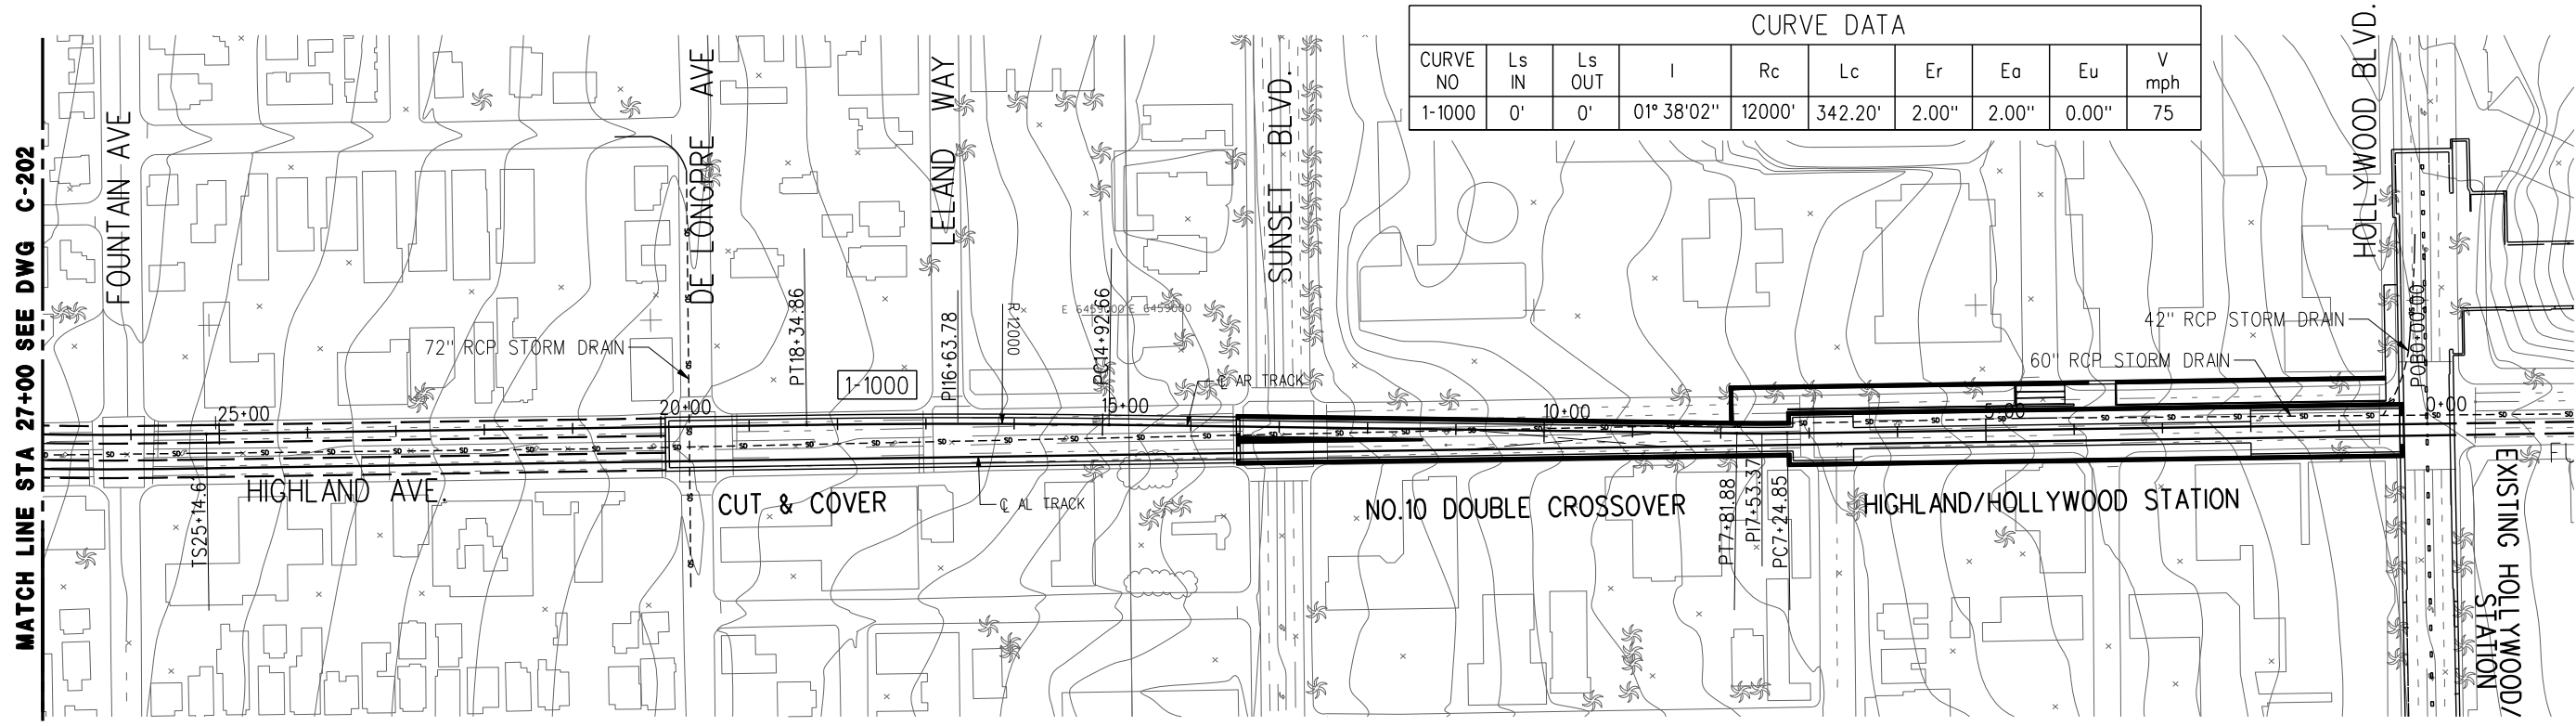 CURVE DATA
CURVE NO
Ls IN
Ls OUT
I
Rc
Lc
Er
Ea
Eu
V mph
1-1000
0'
0'
01° 38'02"
12000'
342.20'
2.00"
2.00"
0.00"
75
MATCH LINE STA 27+00 SEE DWG C-202
FOUNTAIN AVE
DE LONGPRE AVE
LELAND WAY
SUNSET BLVD.
HOLLYWOOD BLVD.
72" RCP STORM DRAIN
PT18+34.86
1-1000
PI16+63.78
R 12000
PC14+92.66
E 6459000
E 6459000
℄ AR TRACK
42" RCP STORM DRAIN
60" RCP STORM DRAIN
POB0+00.00
25+00
20+00
15+00
10+00
5+00
0+00
SD
TS25+14.61
HIGHLAND AVE.
CUT & COVER
℄ AL TRACK
NO.10 DOUBLE CROSSOVER
PT7+81.88
PI7+53.37
PC7+24.85
HIGHLAND/HOLLYWOOD STATION
EXISTING HOLLYWOOD/
STATION